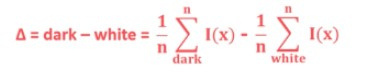 Δ = dark – white = 1/n ∑_{dark}^{n} I(x) - 1/n ∑_{white}^{n} I(x)